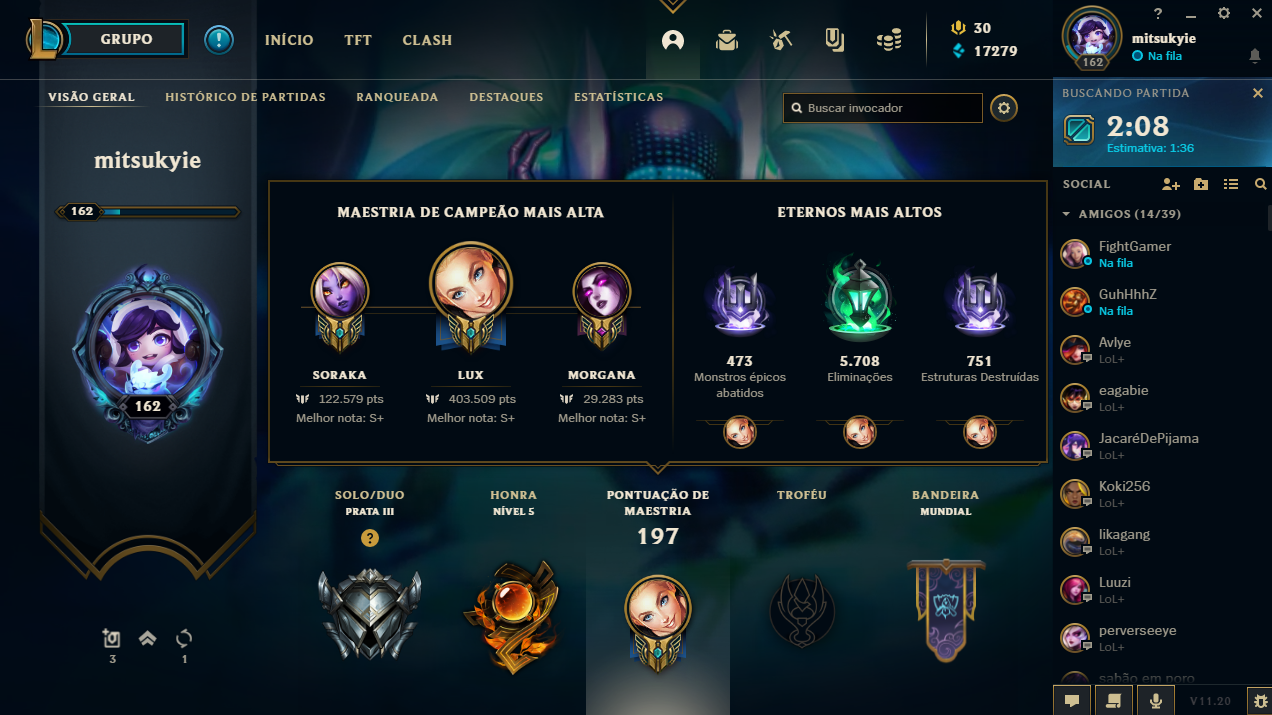 GRUPO
INÍCIO
TFT
CLASH
30
17279
?
162
mitsukyie
Na fila
VISÃO GERAL
HISTÓRICO DE PARTIDAS
RANQUEADA
DESTAQUES
ESTATÍSTICAS
Buscar invocador
BUSCANDO PARTIDA
2:08
Estimativa: 1:36
mitsukyie
162
162
3
1
MAESTRIA DE CAMPEÃO MAIS ALTA
SORAKA
122.579 pts
Melhor nota: S+
LUX
403.509 pts
Melhor nota: S+
MORGANA
29.283 pts
Melhor nota: S+
ETERNOS MAIS ALTOS
473
Monstros épicos
abatidos
5.708
Eliminações
751
Estruturas Destruídas
SOLO/DUO
PRATA III
?
HONRA
NÍVEL 5
PONTUAÇÃO DE
MAESTRIA
197
TROFÉU
BANDEIRA
MUNDIAL
SOCIAL
AMIGOS (14/39)
FightGamer
Na fila
GuhHhhZ
Na fila
Avlye
LoL+
eagabie
LoL+
JacaréDePijama
LoL+
Koki256
LoL+
likagang
LoL+
Luuzi
LoL+
perverseeye
LoL+
sabão em poro
V11.20